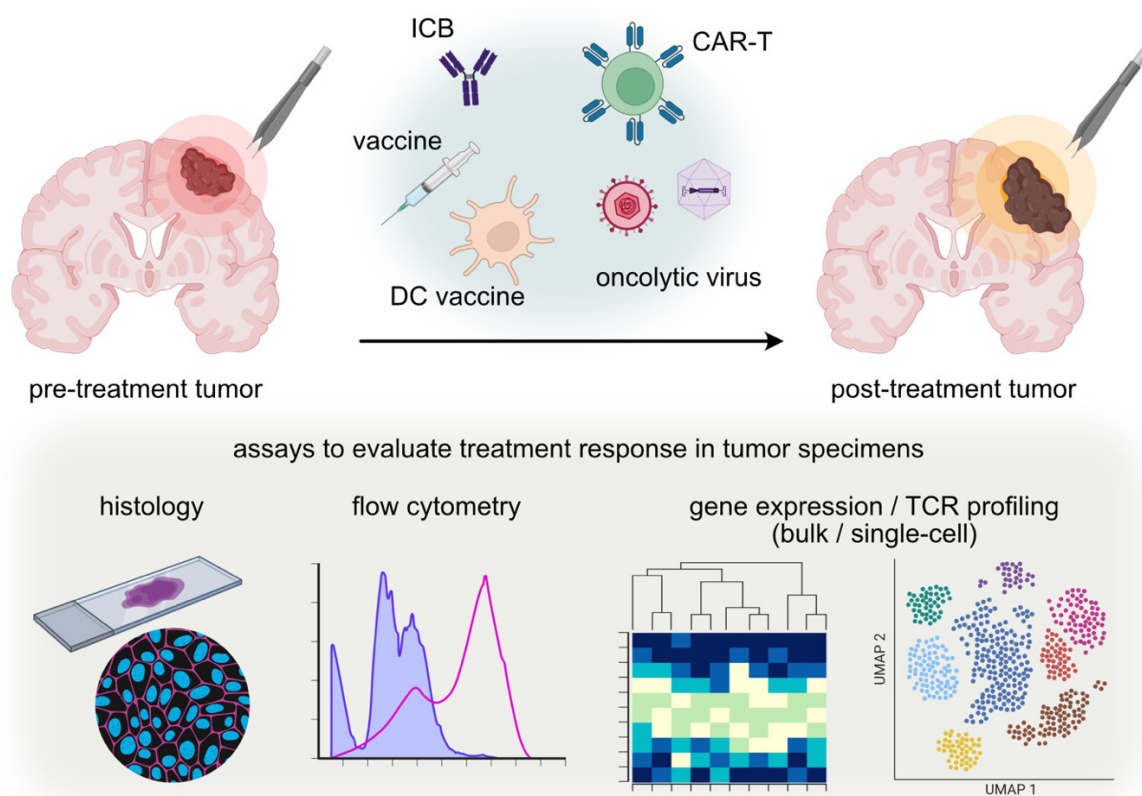 ICB
CAR-T
vaccine
DC vaccine
oncolytic virus
pre-treatment tumor
post-treatment tumor
assays to evaluate treatment response in tumor specimens
histology
flow cytometry
gene expression / TCR profiling
(bulk / single-cell)
UMAP 2
UMAP 1